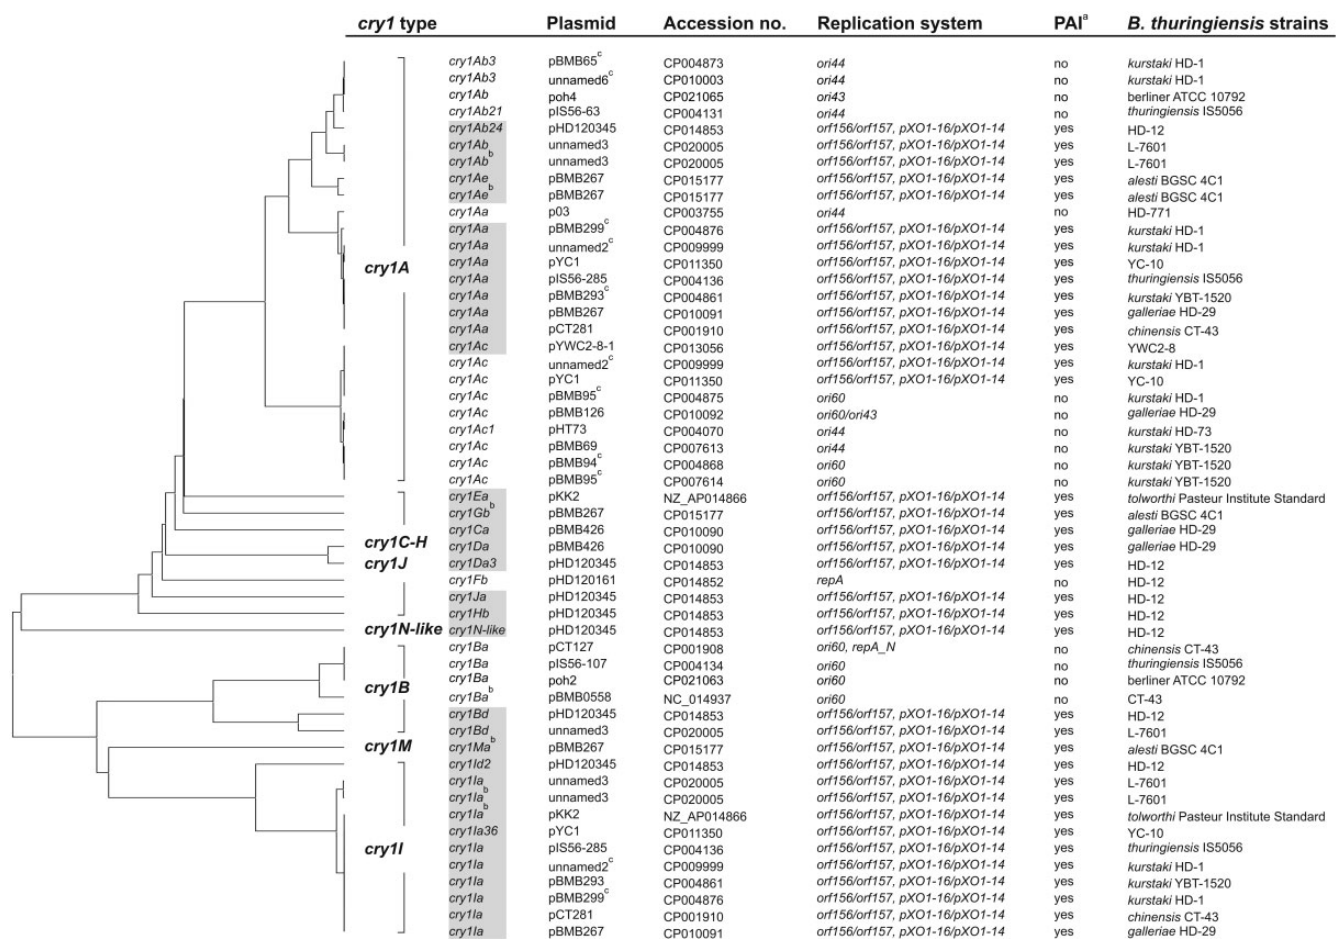 cry1 type Plasmid Accession no. Replication system PAIa B. thuringiensis strains
cry1Ab3 pBMB65c CP004873 ori44 no kurstaki HD-1
cry1Ab3 unnamed6c CP010003 ori44 no kurstaki HD-1
cry1Ab poh4 CP021065 ori43 no berliner ATCC 10792
cry1Ab21 pIS56-63 CP004131 ori44 no thuringiensis IS5056
cry1Ab24 pHD120345 CP014853 orf156/orf157, pXO1-16/pXO1-14 yes HD-12
cry1Ab unnamed3 CP020005 orf156/orf157, pXO1-16/pXO1-14 yes L-7601
cry1Abb unnamed3 CP020005 orf156/orf157, pXO1-16/pXO1-14 yes L-7601
cry1Ae pBMB267 CP015177 orf156/orf157, pXO1-16/pXO1-14 yes alesti BGSC 4C1
cry1Aeb pBMB267 CP015177 orf156/orf157, pXO1-16/pXO1-14 yes alesti BGSC 4C1
cry1Aa p03 CP003755 ori44 no HD-771
cry1Aa pBMB299c CP004876 orf156/orf157, pXO1-16/pXO1-14 yes kurstaki HD-1
cry1Aa unnamed2c CP009999 orf156/orf157, pXO1-16/pXO1-14 yes kurstaki HD-1
cry1A cry1Aa pYC1 CP011350 orf156/orf157, pXO1-16/pXO1-14 yes YC-10
cry1Aa pIS56-285 CP004136 orf156/orf157, pXO1-16/pXO1-14 yes thuringiensis IS5056
cry1Aa pBMB293c CP004861 orf156/orf157, pXO1-16/pXO1-14 yes kurstaki YBT-1520
cry1Aa pBMB267 CP010091 orf156/orf157, pXO1-16/pXO1-14 yes galleriae HD-29
cry1Aa pCT281 CP001910 orf156/orf157, pXO1-16/pXO1-14 yes chinensis CT-43
cry1Ac pYWC2-8-1 CP013056 orf156/orf157, pXO1-16/pXO1-14 yes YWC2-8
cry1Ac unnamed2c CP009999 orf156/orf157, pXO1-16/pXO1-14 yes kurstaki HD-1
cry1Ac pYC1 CP011350 orf156/orf157, pXO1-16/pXO1-14 yes YC-10
cry1Ac pBMB95c CP004875 ori60 no kurstaki HD-1
cry1Ac pBMB126 CP010092 ori60/ori43 no galleriae HD-29
cry1Ac1 pHT73 CP004070 ori44 no kurstaki HD-73
cry1Ac pBMB69 CP007613 ori44 no kurstaki YBT-1520
cry1Ac pBMB94c CP004868 ori60 no kurstaki YBT-1520
cry1Ac pBMB95c CP007614 ori60 no kurstaki YBT-1520
cry1Ea pKK2 NZ_AP014866 orf156/orf157, pXO1-16/pXO1-14 yes tolworthi Pasteur Institute Standard
cry1Gbb pBMB267 CP015177 orf156/orf157, pXO1-16/pXO1-14 yes alesti BGSC 4C1
cry1Ca pBMB426 CP010090 orf156/orf157, pXO1-16/pXO1-14 yes galleriae HD-29
cry1C-H cry1Da pBMB426 CP010090 orf156/orf157, pXO1-16/pXO1-14 yes galleriae HD-29
cry1J cry1Da3 pHD120345 CP014853 orf156/orf157, pXO1-16/pXO1-14 yes HD-12
cry1Fb pHD120161 CP014852 repA no HD-12
cry1Ja pHD120345 CP014853 orf156/orf157, pXO1-16/pXO1-14 yes HD-12
cry1Hb pHD120345 CP014853 orf156/orf157, pXO1-16/pXO1-14 yes HD-12
cry1N-like cry1N-like pHD120345 CP014853 orf156/orf157, pXO1-16/pXO1-14 yes HD-12
cry1Ba pCT127 CP001908 ori60, repA_N no chinensis CT-43
cry1Ba pIS56-107 CP004134 ori60 no thuringiensis IS5056
cry1B cry1Ba poh2 CP021063 ori60 no berliner ATCC 10792
cry1Bab pBMB0558 NC_014937 ori60 no CT-43
cry1Bd pHD120345 CP014853 orf156/orf157, pXO1-16/pXO1-14 yes HD-12
cry1Bd unnamed3 CP020005 orf156/orf157, pXO1-16/pXO1-14 yes L-7601
cry1M cry1Mab pBMB267 CP015177 orf156/orf157, pXO1-16/pXO1-14 yes alesti BGSC 4C1
cry1Id2 pHD120345 CP014853 orf156/orf157, pXO1-16/pXO1-14 yes HD-12
cry1Ia unnamed3 CP020005 orf156/orf157, pXO1-16/pXO1-14 yes L-7601
cry1Iab unnamed3 CP020005 orf156/orf157, pXO1-16/pXO1-14 yes L-7601
cry1Iab pKK2 NZ_AP014866 orf156/orf157, pXO1-16/pXO1-14 yes tolworthi Pasteur Institute Standard
cry1Ia36 pYC1 CP011350 orf156/orf157, pXO1-16/pXO1-14 yes YC-10
cry1I cry1Ia pIS56-285 CP004136 orf156/orf157, pXO1-16/pXO1-14 yes thuringiensis IS5056
cry1Ia unnamed2c CP009999 orf156/orf157, pXO1-16/pXO1-14 yes kurstaki HD-1
cry1Ia pBMB293 CP004861 orf156/orf157, pXO1-16/pXO1-14 yes kurstaki YBT-1520
cry1Ia pBMB299c CP004876 orf156/orf157, pXO1-16/pXO1-14 yes kurstaki HD-1
cry1Ia pCT281 CP001910 orf156/orf157, pXO1-16/pXO1-14 yes chinensis CT-43
cry1Ia pBMB267 CP010091 orf156/orf157, pXO1-16/pXO1-14 yes galleriae HD-29